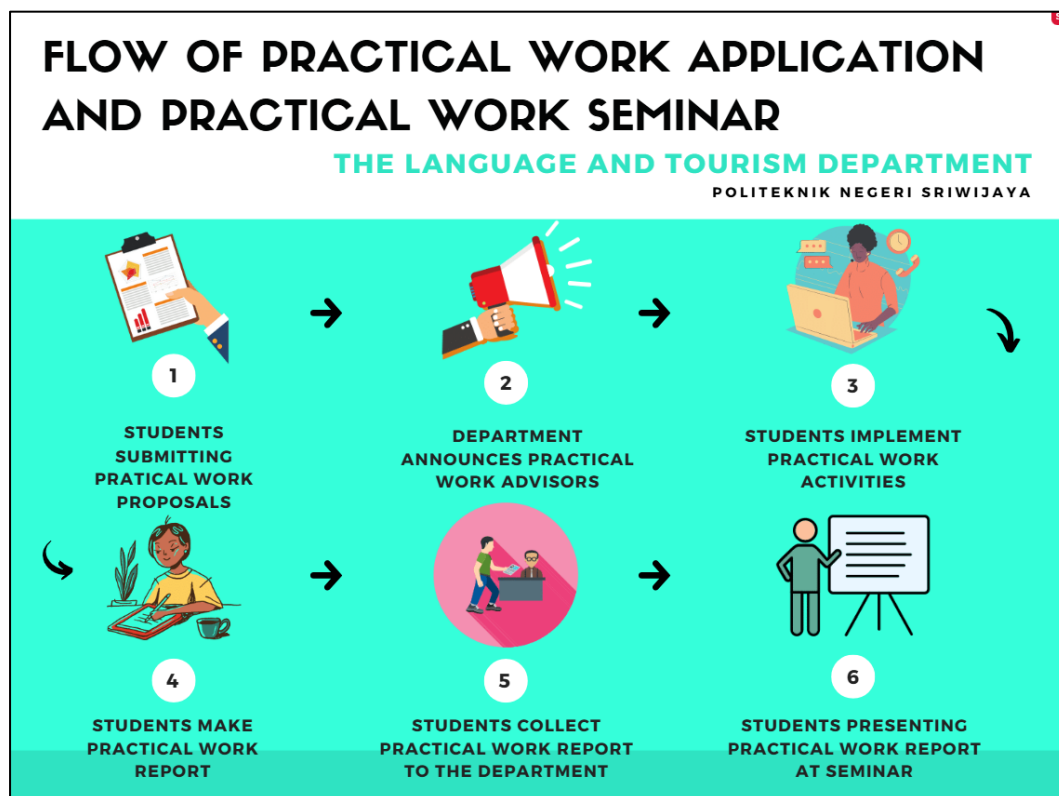 FLOW OF PRACTICAL WORK APPLICATION
AND PRACTICAL WORK SEMINAR
THE LANGUAGE AND TOURISM DEPARTMENT
POLITEKNIK NEGERI SRIWIJAYA
1
STUDENTS
SUBMITTING
PRATICAL WORK
PROPOSALS
2
DEPARTMENT
ANNOUNCES PRACTICAL
WORK ADVISORS
3
STUDENTS IMPLEMENT
PRACTICAL WORK
ACTIVITIES
4
STUDENTS MAKE
PRACTICAL WORK
REPORT
5
STUDENTS COLLECT
PRACTICAL WORK REPORT
TO THE DEPARTMENT
6
STUDENTS PRESENTING
PRACTICAL WORK REPORT
AT SEMINAR